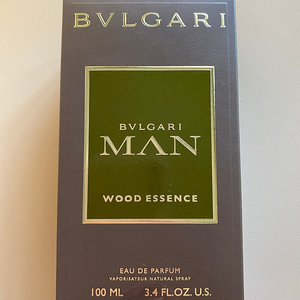 BVLGARI
BVLGARI
MAN
WOOD ESSENCE
EAU DE PARFUM
VAPORISATEUR NATURAL SPRAY
100 ML 3.4 FL.OZ. U.S.